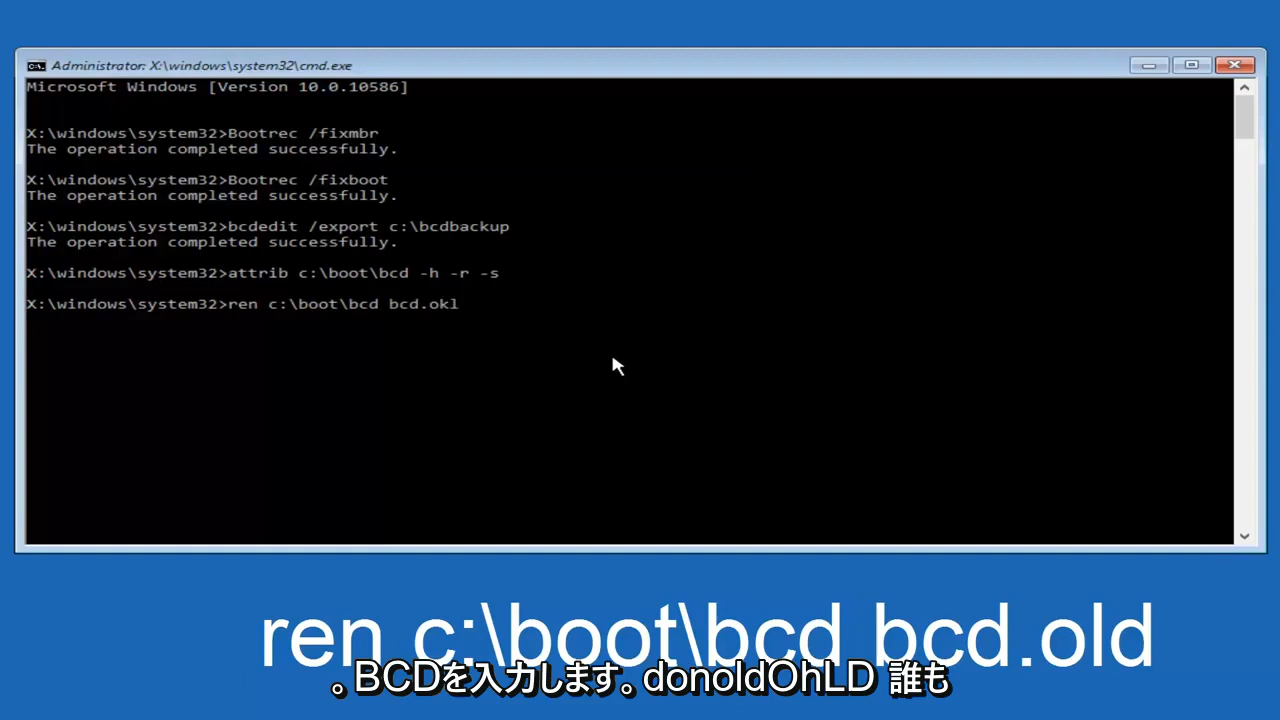 Administrator: X:\windows\system32\cmd.exe
Microsoft Windows [Version 10.0.10586]
X:\windows\system32>Bootrec /fixmbr
The operation completed successfully.
X:\windows\system32>Bootrec /fixboot
The operation completed successfully.
X:\windows\system32>bcdedit /export c:\bcdbackup
The operation completed successfully.
X:\windows\system32>attrib c:\boot\bcd -h -r -s
X:\windows\system32>ren c:\boot\bcd bcd.okl
ren c:\boot\bcd bcd.old
。BCDを入力します。donoldOhLD 誰も